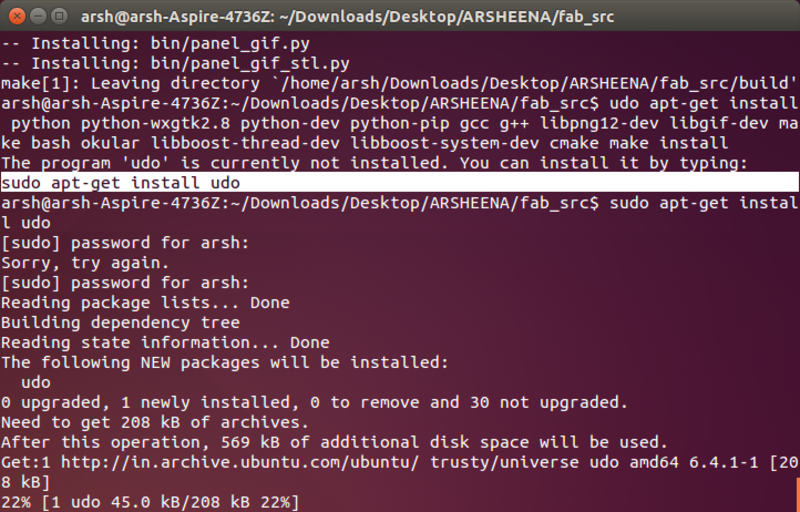 arsh@arsh-Aspire-4736Z: ~/Downloads/Desktop/ARSHEENA/fab_src
-- Installing: bin/panel_gif.py
-- Installing: bin/panel_gif_stl.py
make[1]: Leaving directory `/home/arsh/Downloads/Desktop/ARSHEENA/fab_src/build'
arsh@arsh-Aspire-4736Z:~/Downloads/Desktop/ARSHEENA/fab_src$ udo apt-get install
 python python-wxgtk2.8 python-dev python-pip gcc g++ libpng12-dev libgif-dev ma
ke bash okular libboost-thread-dev libboost-system-dev cmake make install
The program 'udo' is currently not installed. You can install it by typing:
sudo apt-get install udo
arsh@arsh-Aspire-4736Z:~/Downloads/Desktop/ARSHEENA/fab_src$ sudo apt-get instal
l udo
[sudo] password for arsh:
Sorry, try again.
[sudo] password for arsh:
Reading package lists... Done
Building dependency tree
Reading state information... Done
The following NEW packages will be installed:
  udo
0 upgraded, 1 newly installed, 0 to remove and 30 not upgraded.
Need to get 208 kB of archives.
After this operation, 569 kB of additional disk space will be used.
Get:1 http://in.archive.ubuntu.com/ubuntu/ trusty/universe udo amd64 6.4.1-1 [20
8 kB]
22% [1 udo 45.0 kB/208 kB 22%]